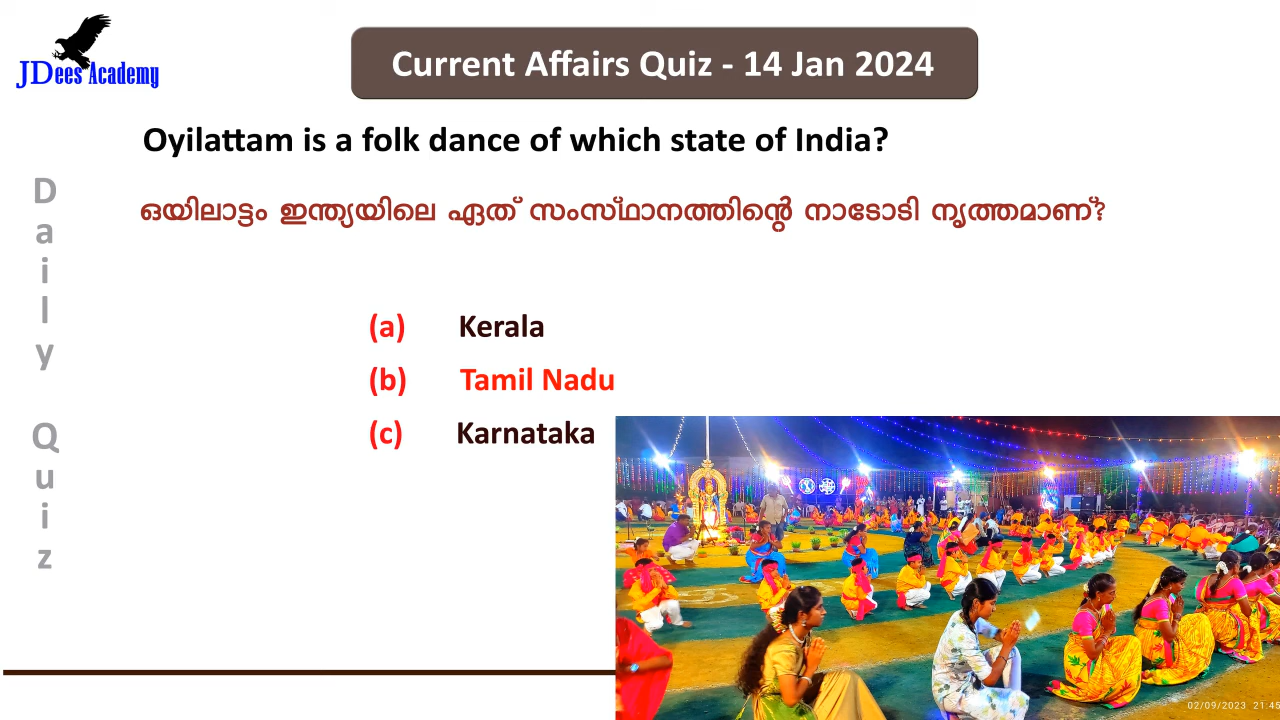 JDees Academy
Current Affairs Quiz - 14 Jan 2024
Oyilattam is a folk dance of which state of India?
ഒയിലാട്ടം ഇന്ത്യയിലെ ഏത് സംസ്ഥാനത്തിന്റെ നാടോടി നൃത്തമാണ്?
Daily
Quiz
(a) Kerala
(b) Tamil Nadu
(c) Karnataka
02/09/2023 21:45